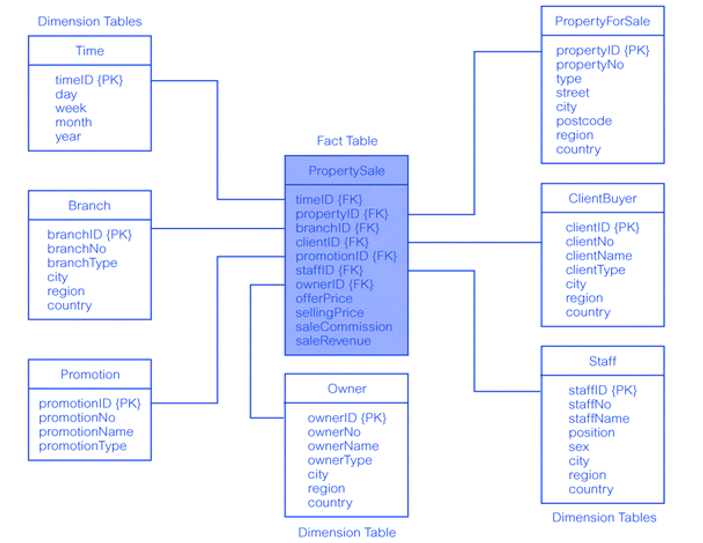 Dimension Tables
Time
timeID {PK}
day
week
month
year
Branch
branchID {PK}
branchNo
branchType
city
region
country
Promotion
promotionID {PK}
promotionNo
promotionName
promotionType
Fact Table
PropertySale
timeID {FK}
propertyID {FK}
branchID {FK}
clientID {FK}
promotionID {FK}
staffID {FK}
ownerID {FK}
offerPrice
sellingPrice
saleCommission
saleRevenue
Owner
ownerID {PK}
ownerNo
ownerName
ownerType
city
region
country
Dimension Table
PropertyForSale
propertyID {PK}
propertyNo
type
street
city
postcode
region
country
ClientBuyer
clientID {PK}
clientNo
clientName
clientType
city
region
country
Staff
staffID {PK}
staffNo
staffName
position
sex
city
region
country
Dimension Tables